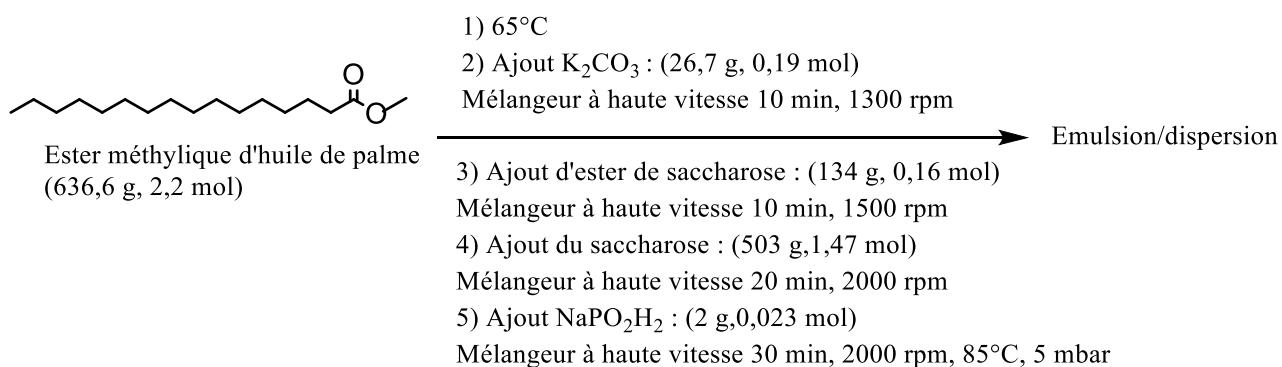 1) 65°C
2) Ajout K₂CO₃ : (26,7 g, 0,19 mol)
Mélangeur à haute vitesse 10 min, 1300 rpm
O
O
Ester méthylique d'huile de palme
(636,6 g, 2,2 mol)
Emulsion/dispersion
3) Ajout d'ester de saccharose : (134 g, 0,16 mol)
Mélangeur à haute vitesse 10 min, 1500 rpm
4) Ajout du saccharose : (503 g,1,47 mol)
Mélangeur à haute vitesse 20 min, 2000 rpm
5) Ajout NaPO₂H₂ : (2 g,0,023 mol)
Mélangeur à haute vitesse 30 min, 2000 rpm, 85°C, 5 mbar